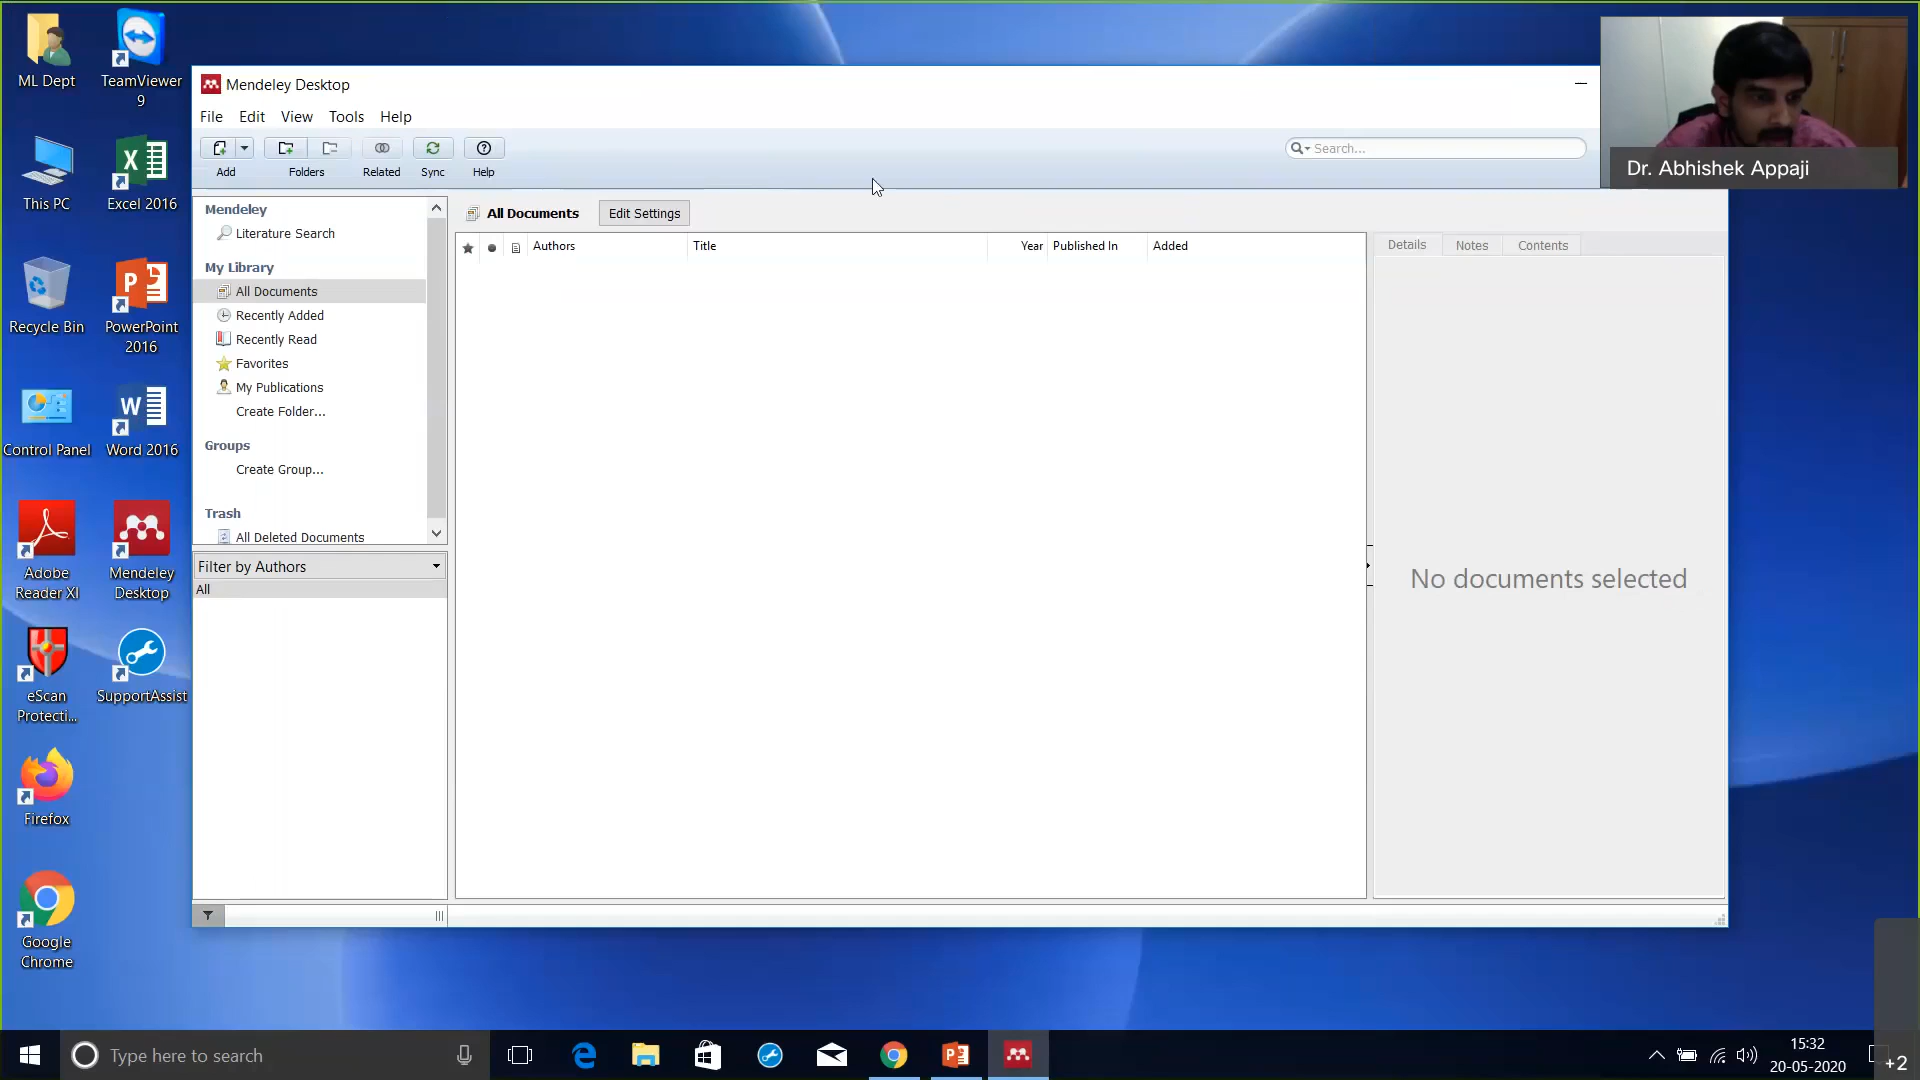 ML Dept
TeamViewer
9
This PC
Excel 2016
Recycle Bin
PowerPoint
2016
Control Panel
Word 2016
Adobe
Reader XI
Mendeley
Desktop
eScan
Protecti...
SupportAssist
Firefox
Google
Chrome
Mendeley Desktop
File Edit View Tools Help
Add Folders Related Sync Help
Search...
Dr. Abhishek Appaji
Mendeley
Literature Search
My Library
All Documents
Recently Added
Recently Read
Favorites
My Publications
Create Folder...
Groups
Create Group...
Trash
All Deleted Documents
Filter by Authors
All
All Documents Edit Settings
Authors Title Year Published In Added
Details Notes Contents
No documents selected
Type here to search
15:32
20-05-2020
+2